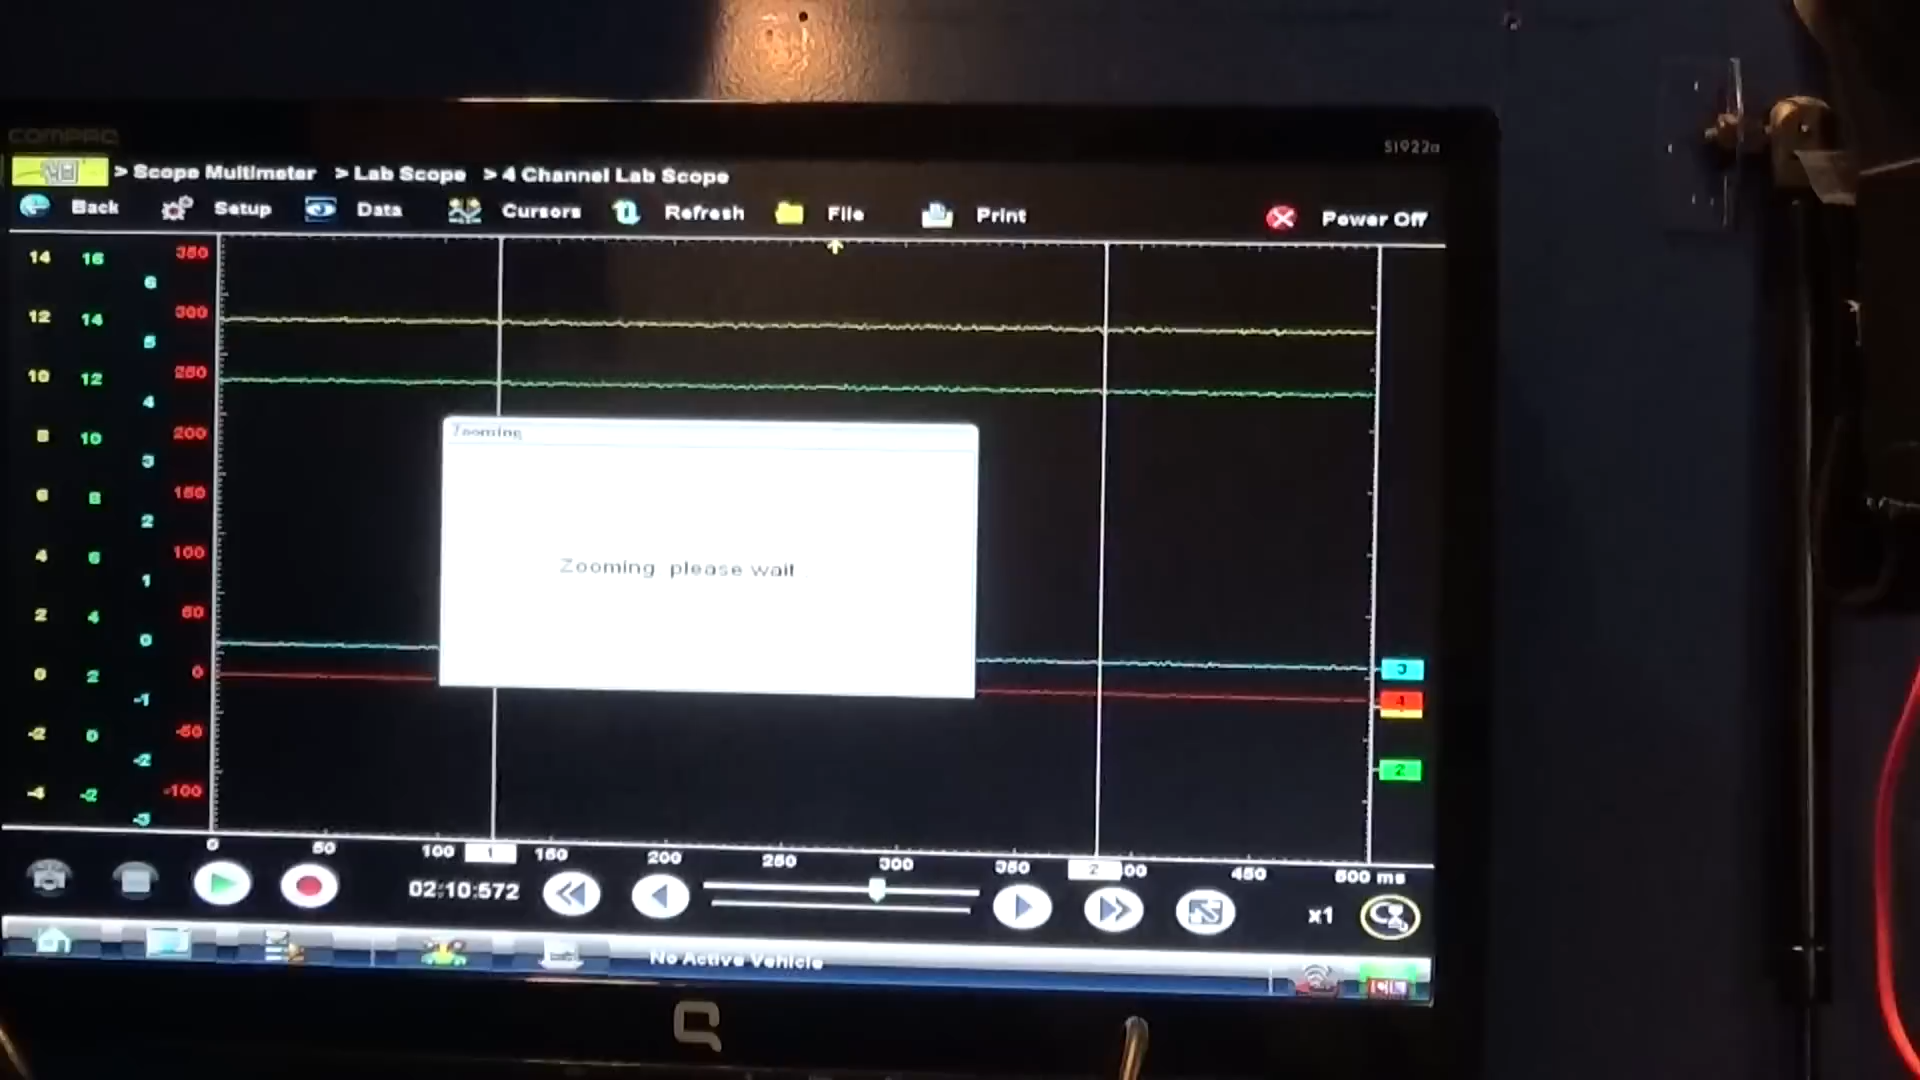 COMPAQ
S1922a
> Scope Multimeter > Lab Scope > 4 Channel Lab Scope
Back Setup Data Cursors Refresh File Print Power Off
14 16 350
6
12 14 300
5
10 12 250
4
8 10 200
3
6 8 150
2
4 6 100
1
2 4 50
0
0 2 0
-1
-2 0 -50
-2
-4 -2 -100
-3
Zooming
Zooming please wait
3
4
2
0 50 100 1 150 200 250 300 350 2 00 450 500 ms
02:10:572 x1
No Active Vehicle